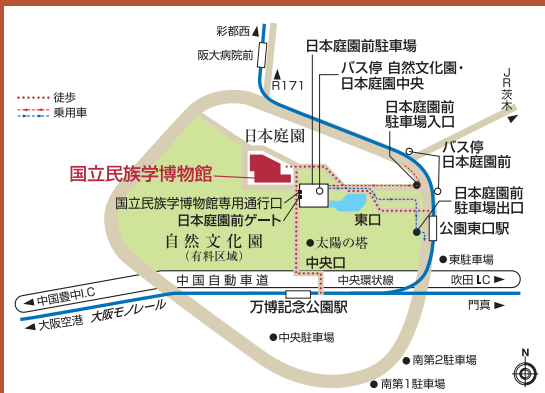 彩都西
阪大病院前
R171
日本庭園前駐車場
バス停 自然文化園・
日本庭園中央
JR茨木
徒歩
乗用車
日本庭園前
駐車場入口
日本庭園
バス停
日本庭園前
国立民族学博物館
国立民族学博物館専用通行口
日本庭園前ゲート
日本庭園前
駐車場出口
東口
公園東口駅
自然文化園
(有料区域)
太陽の塔
中央口
東駐車場
中国自動車道
中央環状線
吹田I.C
中国豊中I.C
万博記念公園駅
門真
大阪空港
大阪モノレール
中央駐車場
南第2駐車場
南第1駐車場
N